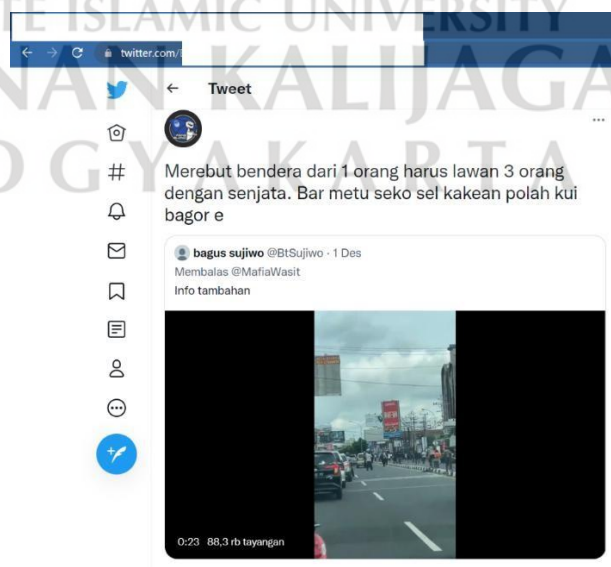 TE ISLAMIC UNIVERSITY
NAN KALIJAGA
OGYAKARTA
twitter.com/
Tweet
Merebut bendera dari 1 orang harus lawan 3 orang
dengan senjata. Bar metu seko sel kakean polah kui
bagor e
bagus sujiwo @BtSujiwo · 1 Des
Membalas @MafiaWasit
Info tambahan
0:23 88,3 rb tayangan